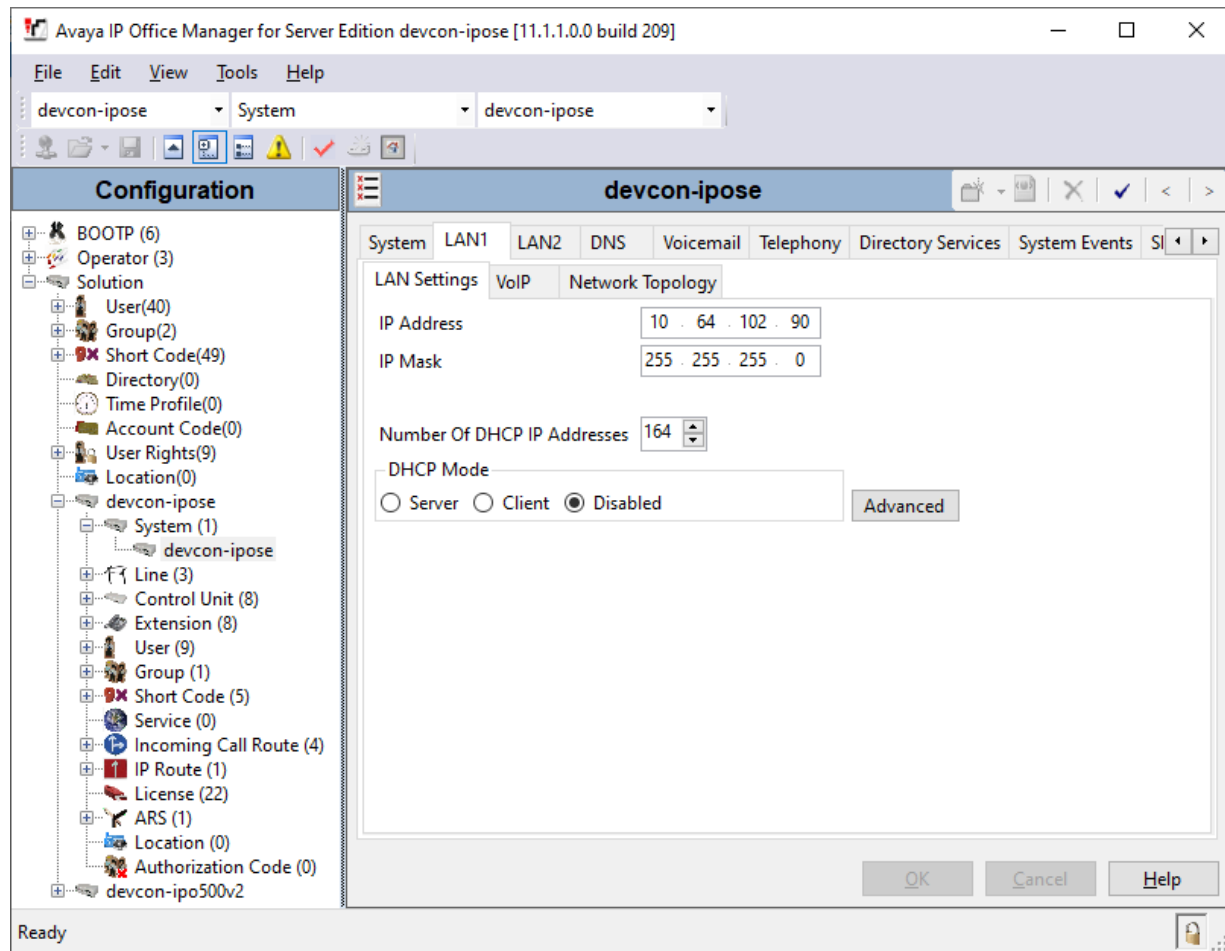 Avaya IP Office Manager for Server Edition devcon-ipose [11.1.1.0.0 build 209]
File Edit View Tools Help
devcon-ipose System devcon-ipose
Configuration
BOOTP (6)
Operator (3)
Solution
User(40)
Group(2)
Short Code(49)
Directory(0)
Time Profile(0)
Account Code(0)
User Rights(9)
Location(0)
devcon-ipose
System (1)
devcon-ipose
Line (3)
Control Unit (8)
Extension (8)
User (9)
Group (1)
Short Code (5)
Service (0)
Incoming Call Route (4)
IP Route (1)
License (22)
ARS (1)
Location (0)
Authorization Code (0)
devcon-ipo500v2
devcon-ipose
System LAN1 LAN2 DNS Voicemail Telephony Directory Services System Events
LAN Settings VoIP Network Topology
IP Address 10 . 64 . 102 . 90
IP Mask 255 . 255 . 255 . 0
Number Of DHCP IP Addresses 164
DHCP Mode
Server Client Disabled Advanced
OK Cancel Help
Ready